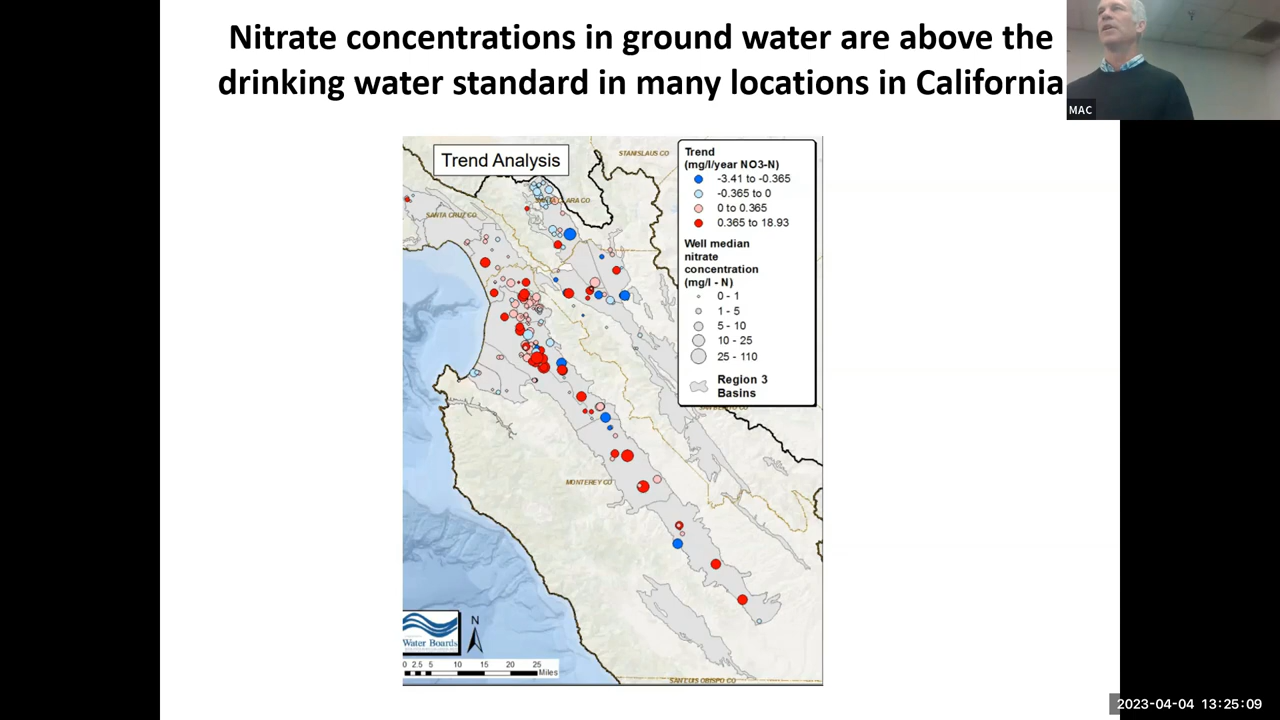 Nitrate concentrations in ground water are above the
drinking water standard in many locations in California
MAC
Trend Analysis
STANISLAUS CO
SANTA CLARA CO
SANTA CRUZ CO
Trend
(mg/l/year NO3-N)
-3.41 to -0.365
-0.365 to 0
0 to 0.365
0.365 to 18.93
Well median
nitrate
concentration
(mg/l - N)
0 - 1
1 - 5
5 - 10
10 - 25
25 - 110
Region 3
Basins
SAN BENITO CO
MONTEREY CO
Water Boards
N
0 2.5 5 10 15 20 25
Miles
SAN LUIS OBISPO CO
2023-04-04 13:25:09